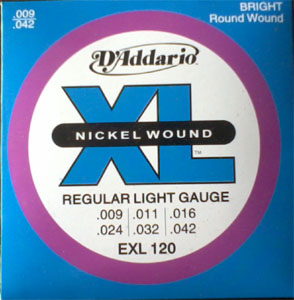 .009
.042
BRIGHT
Round Wound
D'Addario
XL
NICKEL WOUND
TM
REGULAR LIGHT GAUGE
.009 .011 .016
.024 .032 .042
EXL 120